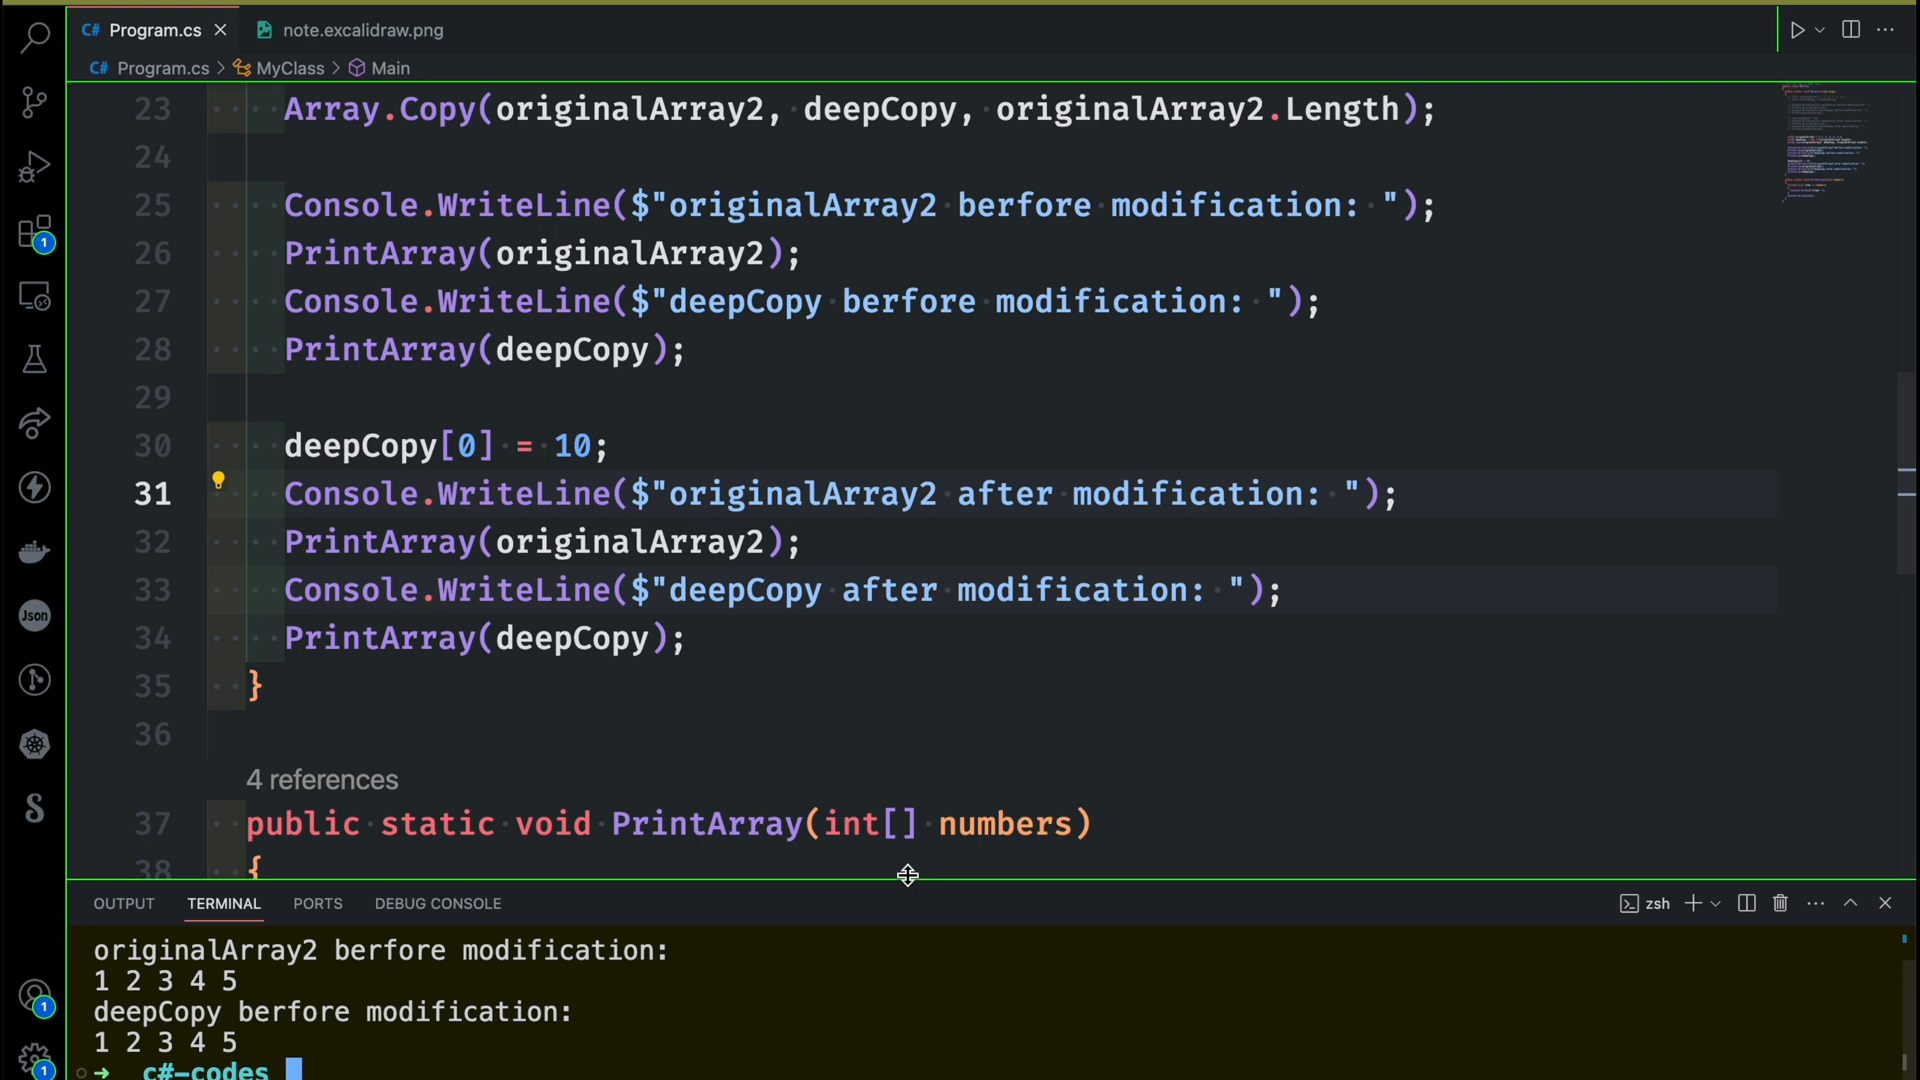 C# Program.cs note.excalidraw.png
C# Program.cs > MyClass > Main
23 Array.Copy(originalArray2, deepCopy, originalArray2.Length);
24
25 Console.WriteLine($"originalArray2 berfore modification: ");
26 PrintArray(originalArray2);
27 Console.WriteLine($"deepCopy berfore modification: ");
28 PrintArray(deepCopy);
29
30 deepCopy[0] = 10;
31 Console.WriteLine($"originalArray2 after modification: ");
32 PrintArray(originalArray2);
33 Console.WriteLine($"deepCopy after modification: ");
34 PrintArray(deepCopy);
35 }
36
4 references
37 public static void PrintArray(int[] numbers)
38 {
OUTPUT TERMINAL PORTS DEBUG CONSOLE zsh
originalArray2 berfore modification:
1 2 3 4 5
deepCopy berfore modification:
1 2 3 4 5
➜ c#-codes
1
Json
1
1